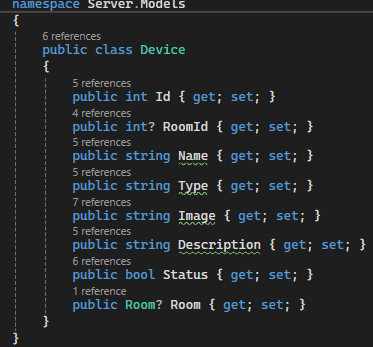 namespace Server.Models
{
6 references
public class Device
{
5 references
public int Id { get; set; }
4 references
public int? RoomId { get; set; }
5 references
public string Name { get; set; }
5 references
public string Type { get; set; }
7 references
public string Image { get; set; }
5 references
public string Description { get; set; }
6 references
public bool Status { get; set; }
1 reference
public Room? Room { get; set; }
}
}